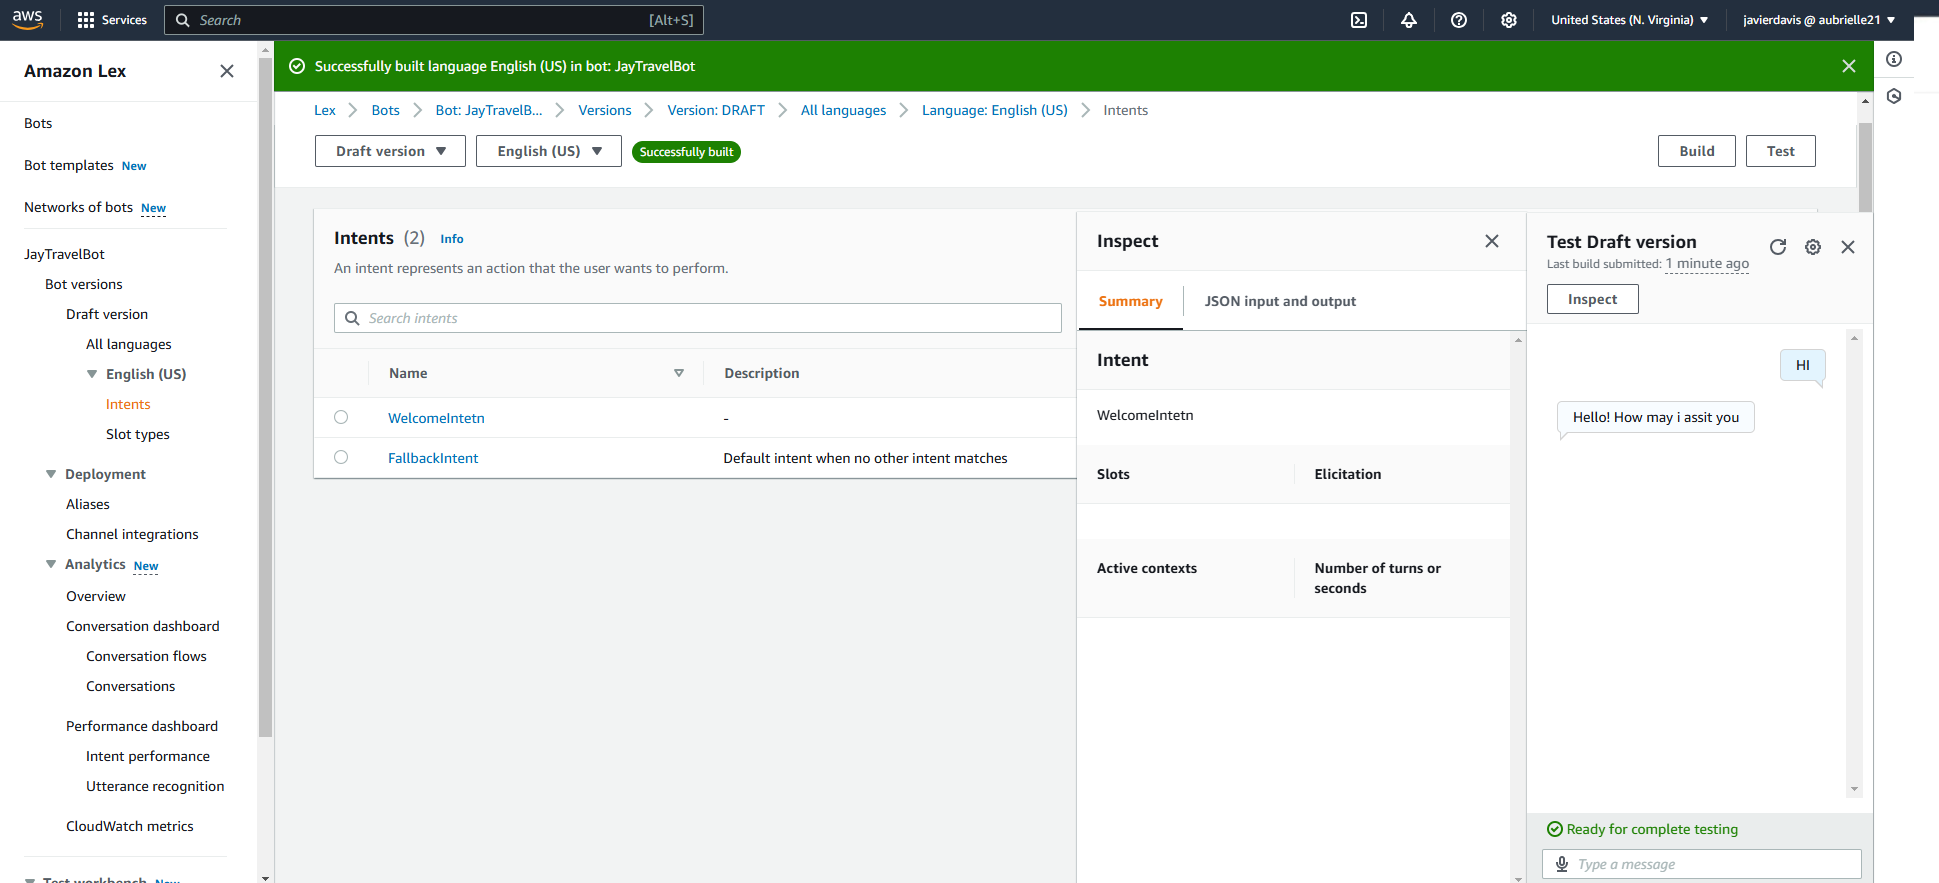 aws
Services
Search
[Alt+S]
United States (N. Virginia)
javierdavis @ aubrielle21
Amazon Lex
Bots
Bot templates New
Networks of bots New
JayTravelBot
Bot versions
Draft version
All languages
English (US)
Intents
Slot types
Deployment
Aliases
Channel integrations
Analytics New
Overview
Conversation dashboard
Conversation flows
Conversations
Performance dashboard
Intent performance
Utterance recognition
CloudWatch metrics
Test workbench New
Successfully built language English (US) in bot: JayTravelBot
Lex Bots Bot: JayTravelB... Versions Version: DRAFT All languages Language: English (US) Intents
Draft version English (US) Successfully built
Build Test
Intents (2) Info
An intent represents an action that the user wants to perform.
Search intents
Name Description
WelcomeIntetn -
FallbackIntent Default intent when no other intent matches
Inspect
Summary JSON input and output
Intent
WelcomeIntetn
Slots Elicitation
Active contexts Number of turns or
seconds
Test Draft version
Last build submitted: 1 minute ago
Inspect
HI
Hello! How may i assit you
Ready for complete testing
Type a message